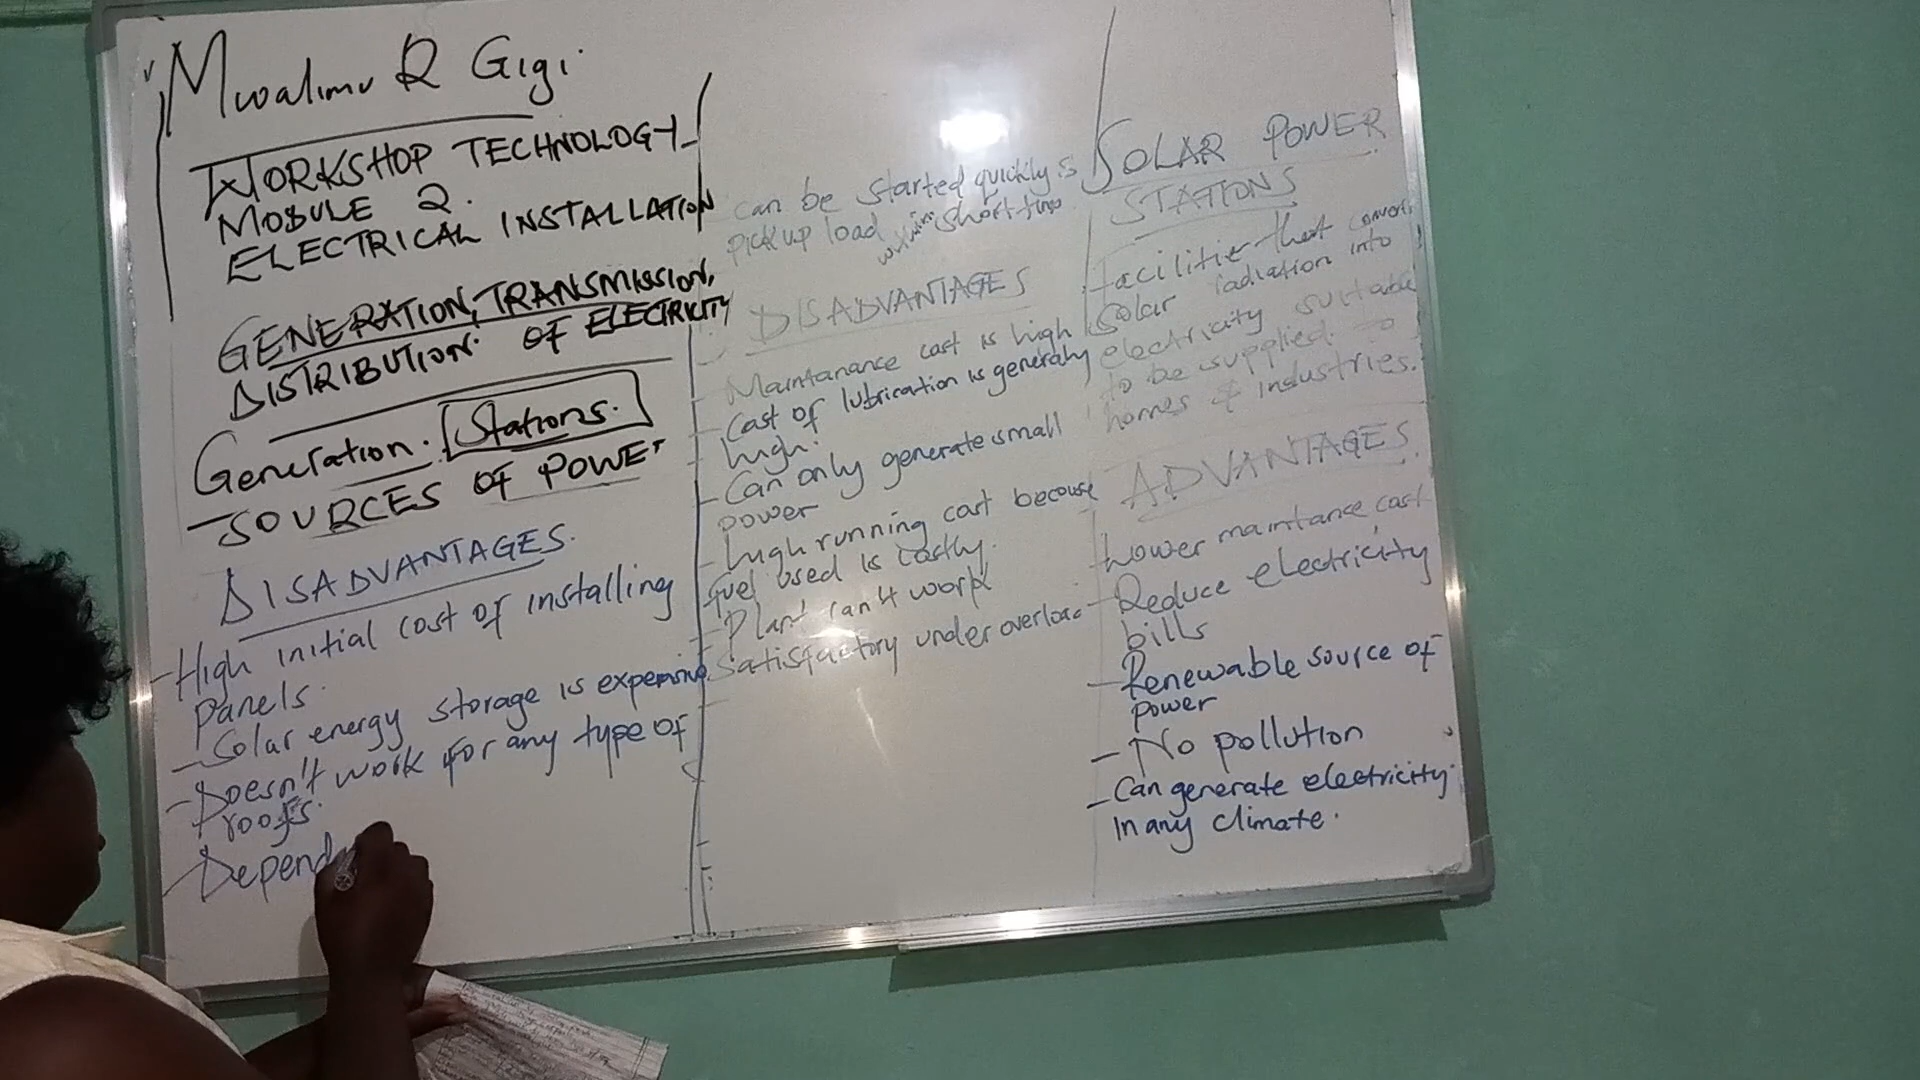 Mwalimu R Gigi
WORKSHOP TECHNOLOGY
MODULE 2.
ELECTRICAL INSTALLATION
GENERATION, TRANSMISSION,
DISTRIBUTION OF ELECTRICITY
Generation. Stations.
- SOURCES OF POWER
DISADVANTAGES.
- High initial cost of installing
panels.
- Solar energy storage is expensive.
- Doesn't work for any type of
roofs.
- Depend
can be started quickly &
pick up load within short time
DISADVANTAGES
Maintanance cost is high
- Cost of lubrication is generally
high.
- Can only generate small
power
- High running cost because
fuel used is costly.
- Plant can't work
satisfactory under overload
SOLAR POWER
STATIONS
Facilities that convert
solar radiation into
electricity suitable
to be supplied to
homes & industries.
ADVANTAGES.
Lower maintance cost
- Reduce electricity
bills
- Renewable source of
power
- No pollution
- Can generate electricity
in any climate.